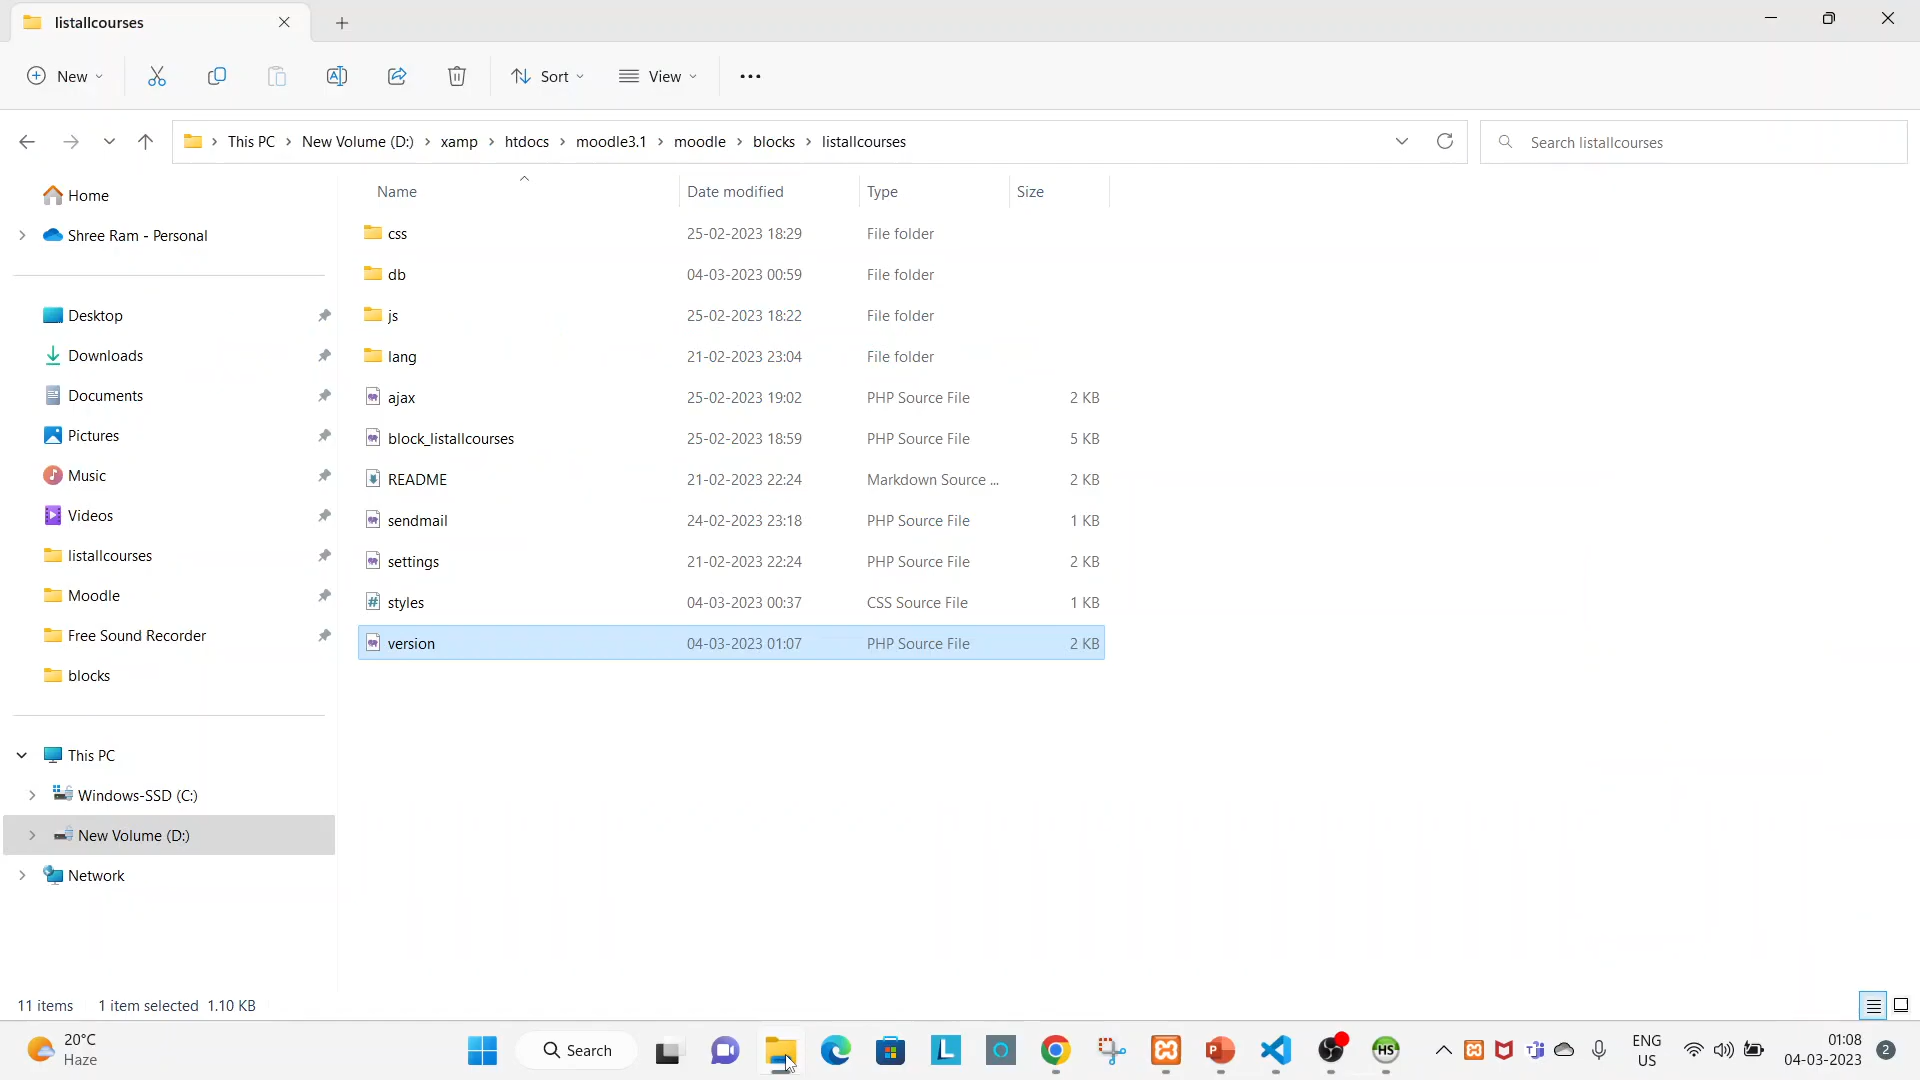 listallcourses
New
Sort
View
This PC
New Volume (D:)
xamp
htdocs
moodle3.1
moodle
blocks
listallcourses
Search listallcourses
Home
Shree Ram - Personal
Desktop
Downloads
Documents
Pictures
Music
Videos
listallcourses
Moodle
Free Sound Recorder
blocks
This PC
Windows-SSD (C:)
New Volume (D:)
Network
Name Date modified Type Size
css 25-02-2023 18:29 File folder
db 04-03-2023 00:59 File folder
js 25-02-2023 18:22 File folder
lang 21-02-2023 23:04 File folder
ajax 25-02-2023 19:02 PHP Source File 2 KB
block_listallcourses 25-02-2023 18:59 PHP Source File 5 KB
README 21-02-2023 22:24 Markdown Source ... 2 KB
sendmail 24-02-2023 23:18 PHP Source File 1 KB
settings 21-02-2023 22:24 PHP Source File 2 KB
styles 04-03-2023 00:37 CSS Source File 1 KB
version 04-03-2023 01:07 PHP Source File 2 KB
11 items 1 item selected 1.10 KB
20°C
Haze
Search
L
P
HS
ENG
US
01:08
04-03-2023
2